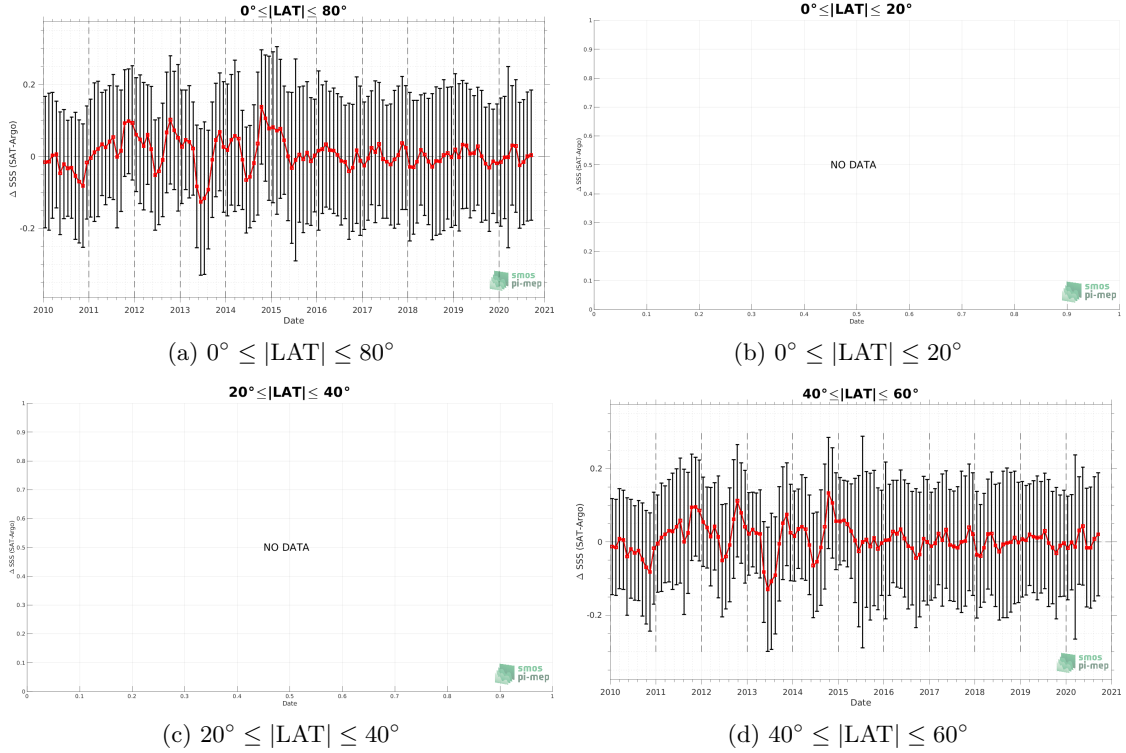 0°≤|LAT|≤ 80°
Δ SSS (SAT-Argo)
0.2
0
-0.2
2010 2011 2012 2013 2014 2015 2016 2017 2018 2019 2020 2021
Date
smos
pi-mep
(a) 0° ≤ |LAT| ≤ 80°
0°≤|LAT|≤ 20°
Δ SSS (SAT-Argo)
1
0.9
0.8
0.7
0.6
0.5
0.4
0.3
0.2
0.1
0
NO DATA
0 0.1 0.2 0.3 0.4 0.5 0.6 0.7 0.8 0.9 1
Date
smos
pi-mep
(b) 0° ≤ |LAT| ≤ 20°
20°≤|LAT|≤ 40°
Δ SSS (SAT-Argo)
1
0.9
0.8
0.7
0.6
0.5
0.4
0.3
0.2
0.1
0
NO DATA
0 0.1 0.2 0.3 0.4 0.5 0.6 0.7 0.8 0.9 1
Date
smos
pi-mep
(c) 20° ≤ |LAT| ≤ 40°
40°≤|LAT|≤ 60°
Δ SSS (SAT-Argo)
0.2
0
-0.2
2010 2011 2012 2013 2014 2015 2016 2017 2018 2019 2020 2021
Date
smos
pi-mep
(d) 40° ≤ |LAT| ≤ 60°